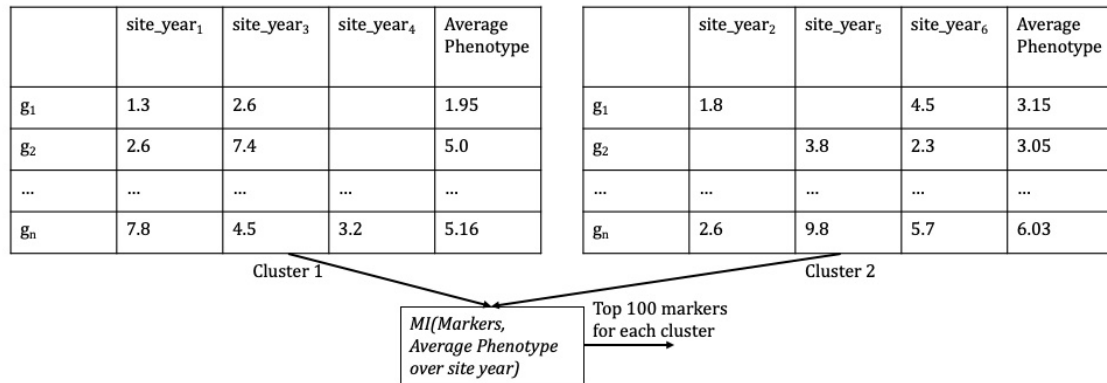 site_year₁ site_year₃ site_year₄ Average Phenotype
g₁ 1.3 2.6 1.95
g₂ 2.6 7.4 5.0
... ... ... ... ...
gₙ 7.8 4.5 3.2 5.16
Cluster 1
site_year₂ site_year₅ site_year₆ Average Phenotype
g₁ 1.8 4.5 3.15
g₂ 3.8 2.3 3.05
... ... ... ... ...
gₙ 2.6 9.8 5.7 6.03
Cluster 2
MI(Markers,
Average Phenotype
over site year)
Top 100 markers
for each cluster